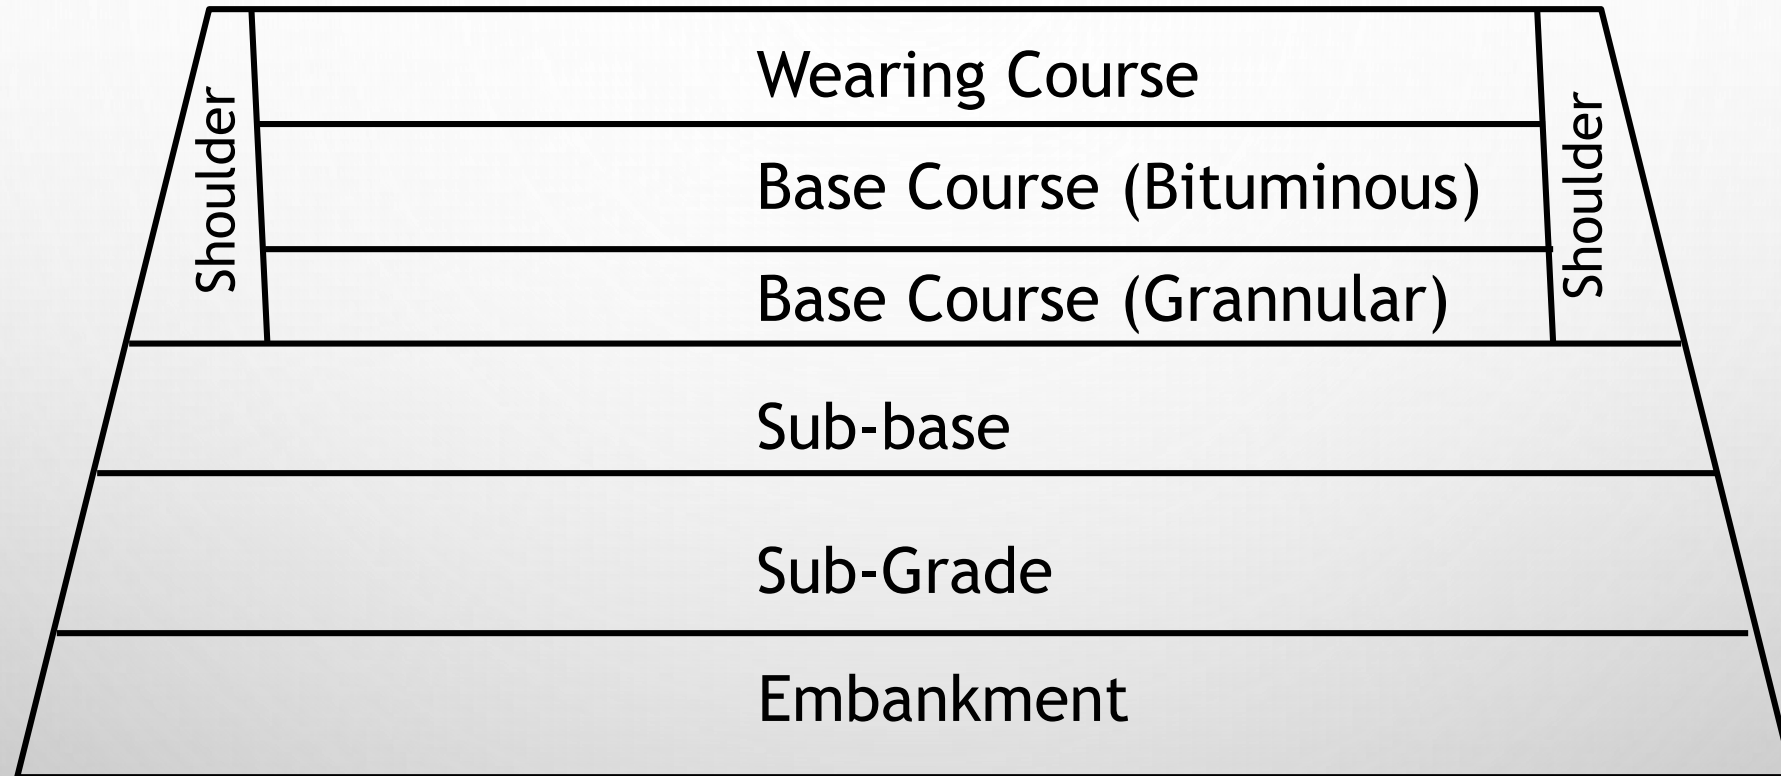 Wearing Course
Shoulder
Shoulder
Base Course (Bituminous)
Base Course (Grannular)
Sub-base
Sub-Grade
Embankment